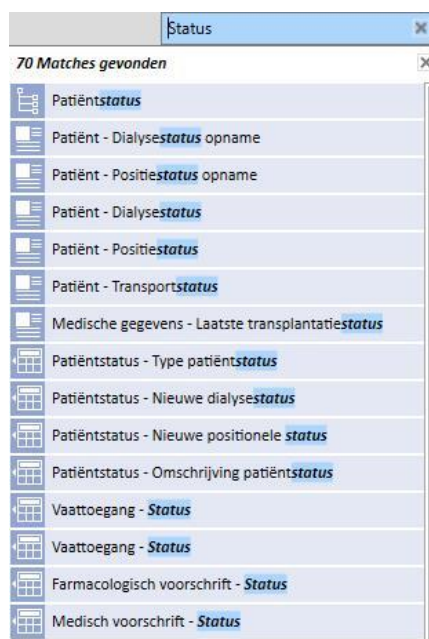 Status
70 Matches gevonden
Patiëntstatus
Patiënt - Dialysestatus opname
Patiënt - Positiestatus opname
Patiënt - Dialysestatus
Patiënt - Positiestatus
Patiënt - Transportstatus
Medische gegevens - Laatste transplantatiestatus
Patiëntstatus - Type patiëntstatus
Patiëntstatus - Nieuwe dialysestatus
Patiëntstatus - Nieuwe positionele status
Patiëntstatus - Omschrijving patiëntstatus
Vaattoegang - Status
Vaattoegang - Status
Farmacologisch voorschrift - Status
Medisch voorschrift - Status